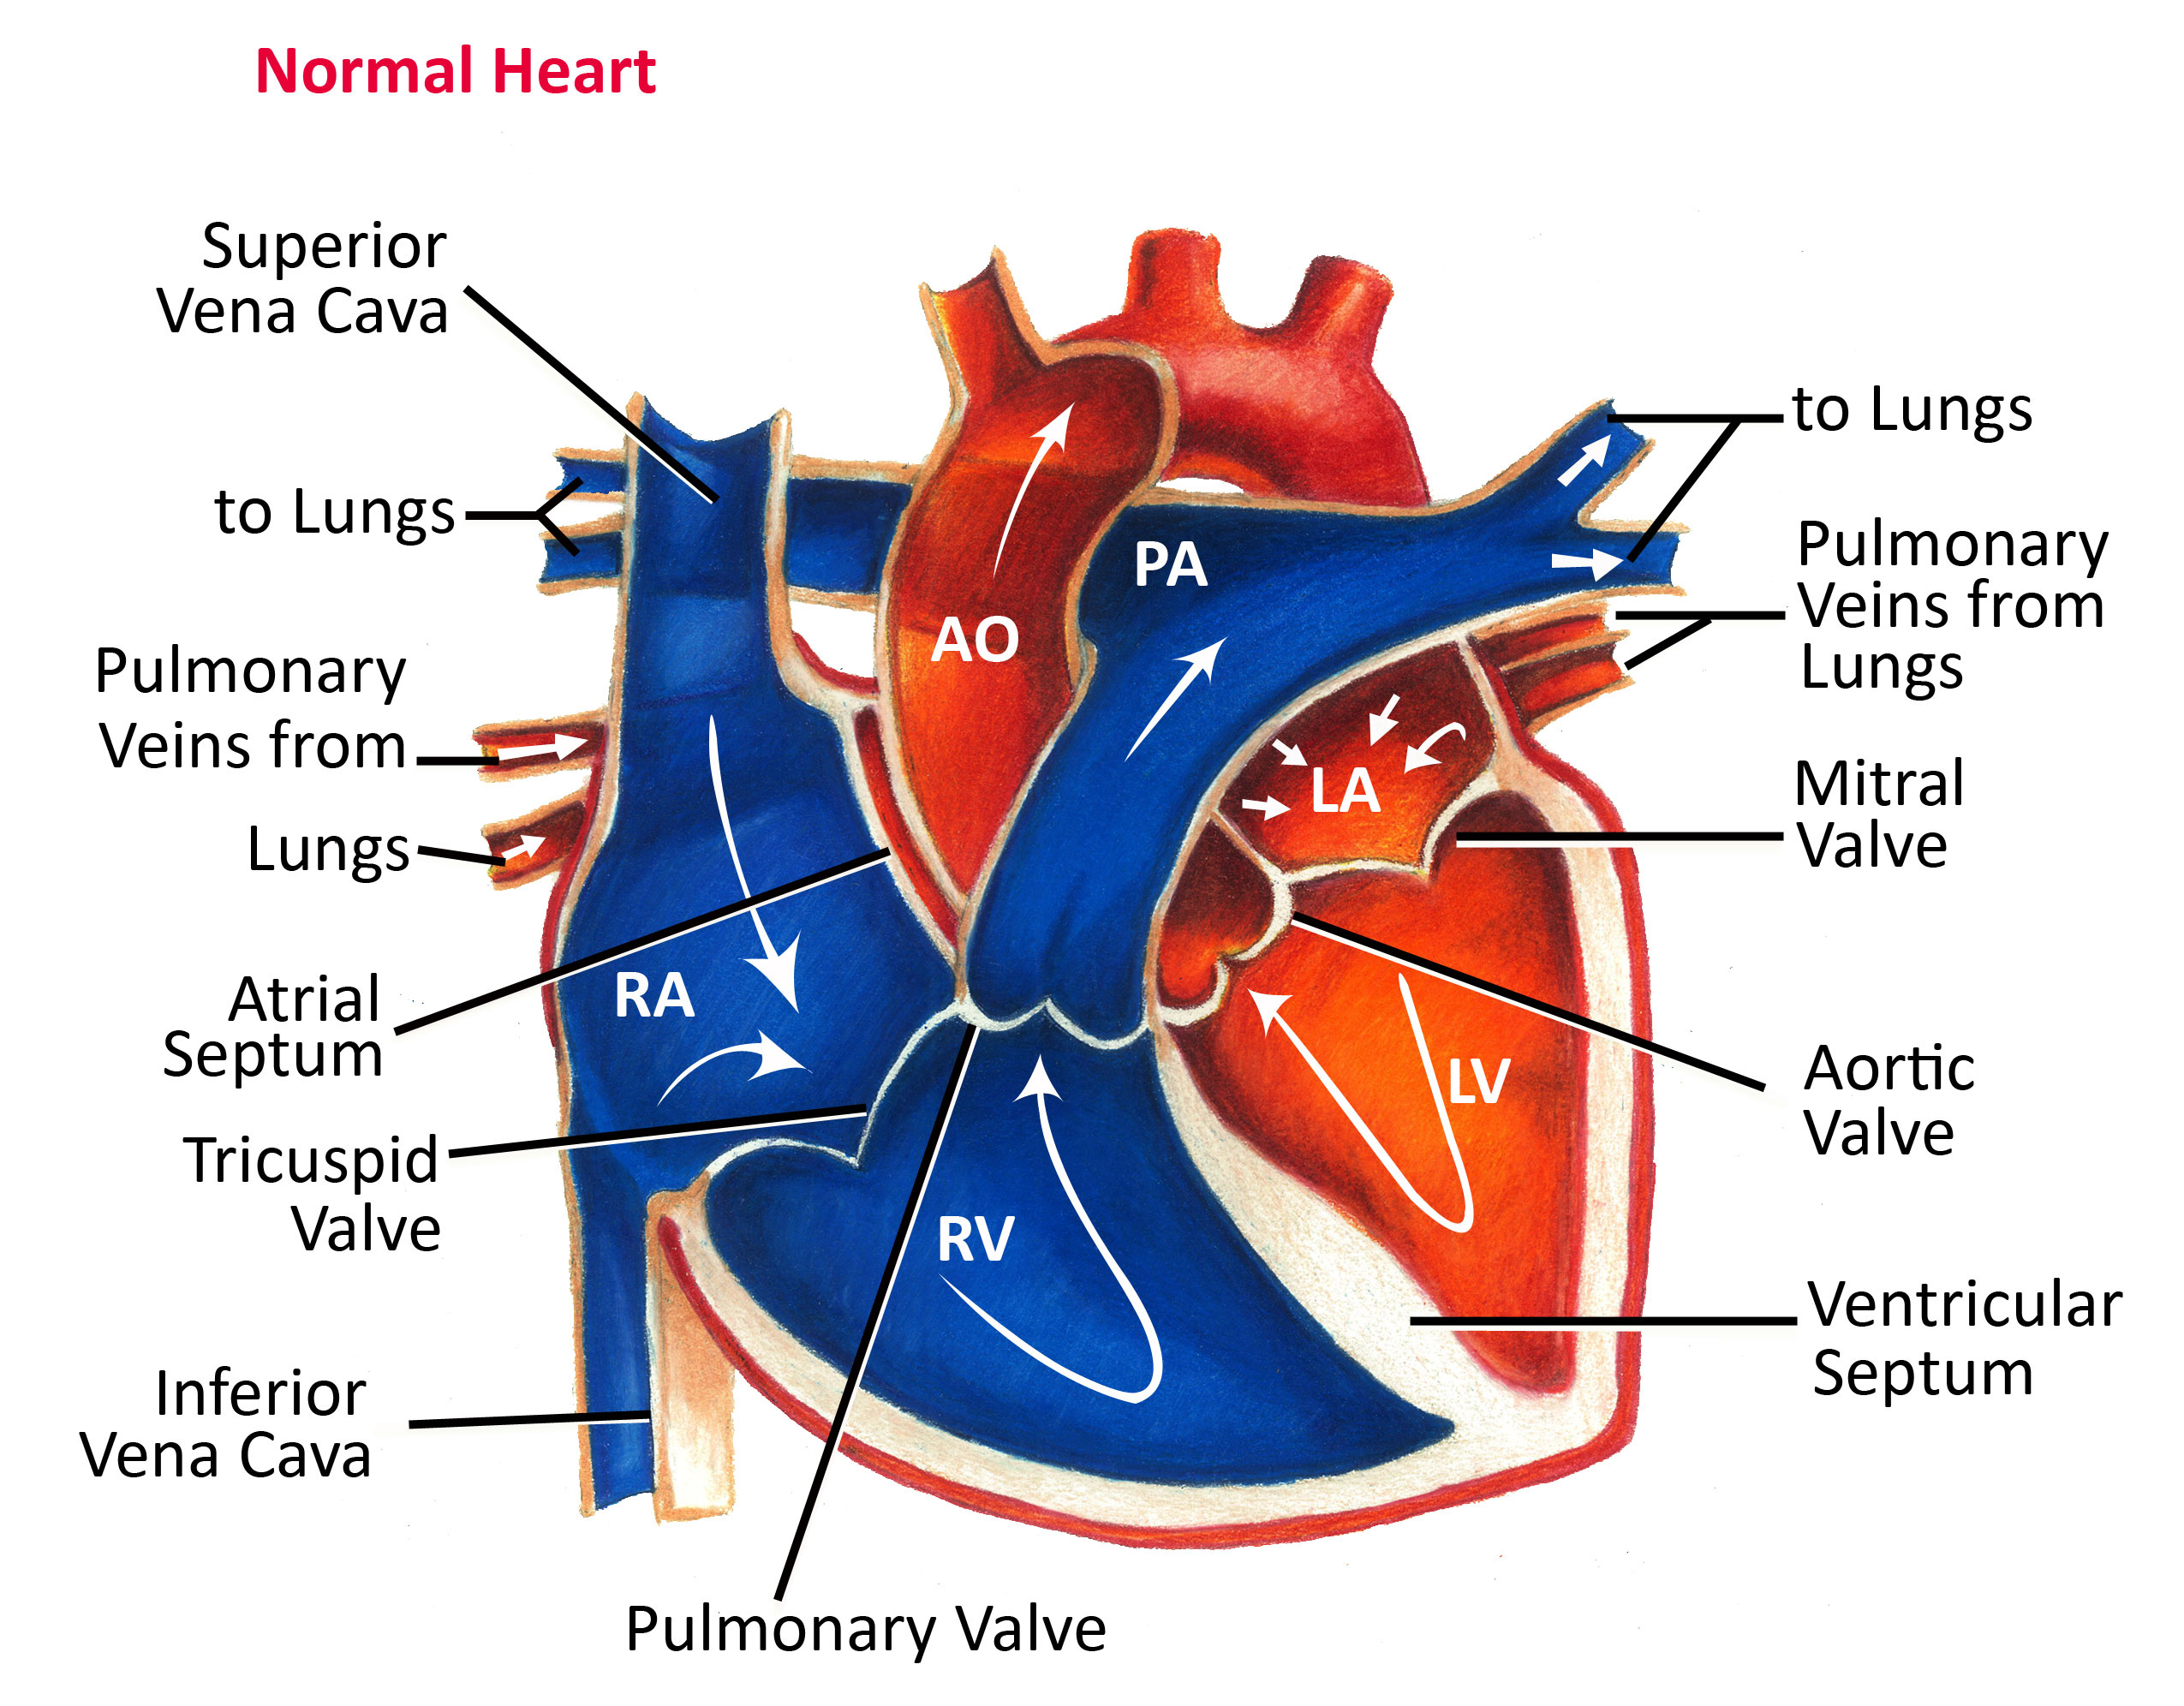 Normal Heart
Superior
Vena Cava
to Lungs
Pulmonary
Veins from
Lungs
Atrial
Septum
Tricuspid
Valve
Inferior
Vena Cava
Pulmonary Valve
AO
PA
LA
RA
LV
RV
to Lungs
Pulmonary
Veins from
Lungs
Mitral
Valve
Aortic
Valve
Ventricular
Septum